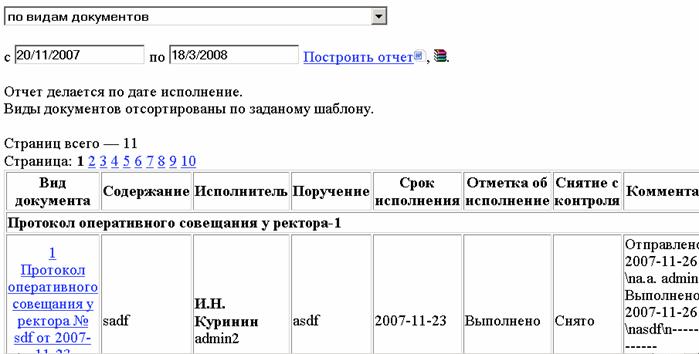 по видам документов
с 20/11/2007 по 18/3/2008 Построить отчет, .
Отчет делается по дате исполнение.
Виды документов отсортированы по заданому шаблону.
Страниц всего — 11
Страница: 1 2 3 4 5 6 7 8 9 10
Вид документа Содержание Исполнитель Поручение Срок исполнения Отметка об исполнение Снятие с контроля Коммента
Протокол оперативного совещания у ректора-1
1
Протокол
оперативного
совещания у
ректора №
sdf от 2007-
11-23
sadf
И.Н.
Куринин
admin2
asdf
2007-11-23
Выполнено
Снято
Отправлено
2007-11-26
\na.a. admin
Выполнено
2007-11-26
\nasdf\n------
------